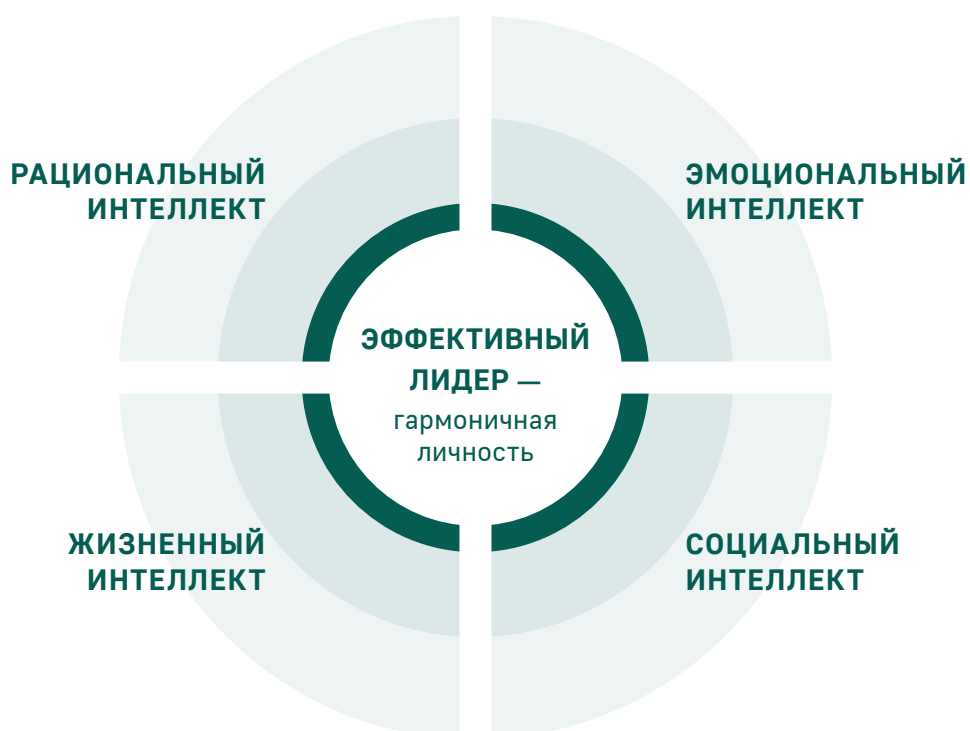 РАЦИОНАЛЬНЫЙ
ИНТЕЛЛЕКТ
ЭМОЦИОНАЛЬНЫЙ
ИНТЕЛЛЕКТ
ЭФФЕКТИВНЫЙ
ЛИДЕР —
гармоничная
личность
ЖИЗНЕННЫЙ
ИНТЕЛЛЕКТ
СОЦИАЛЬНЫЙ
ИНТЕЛЛЕКТ